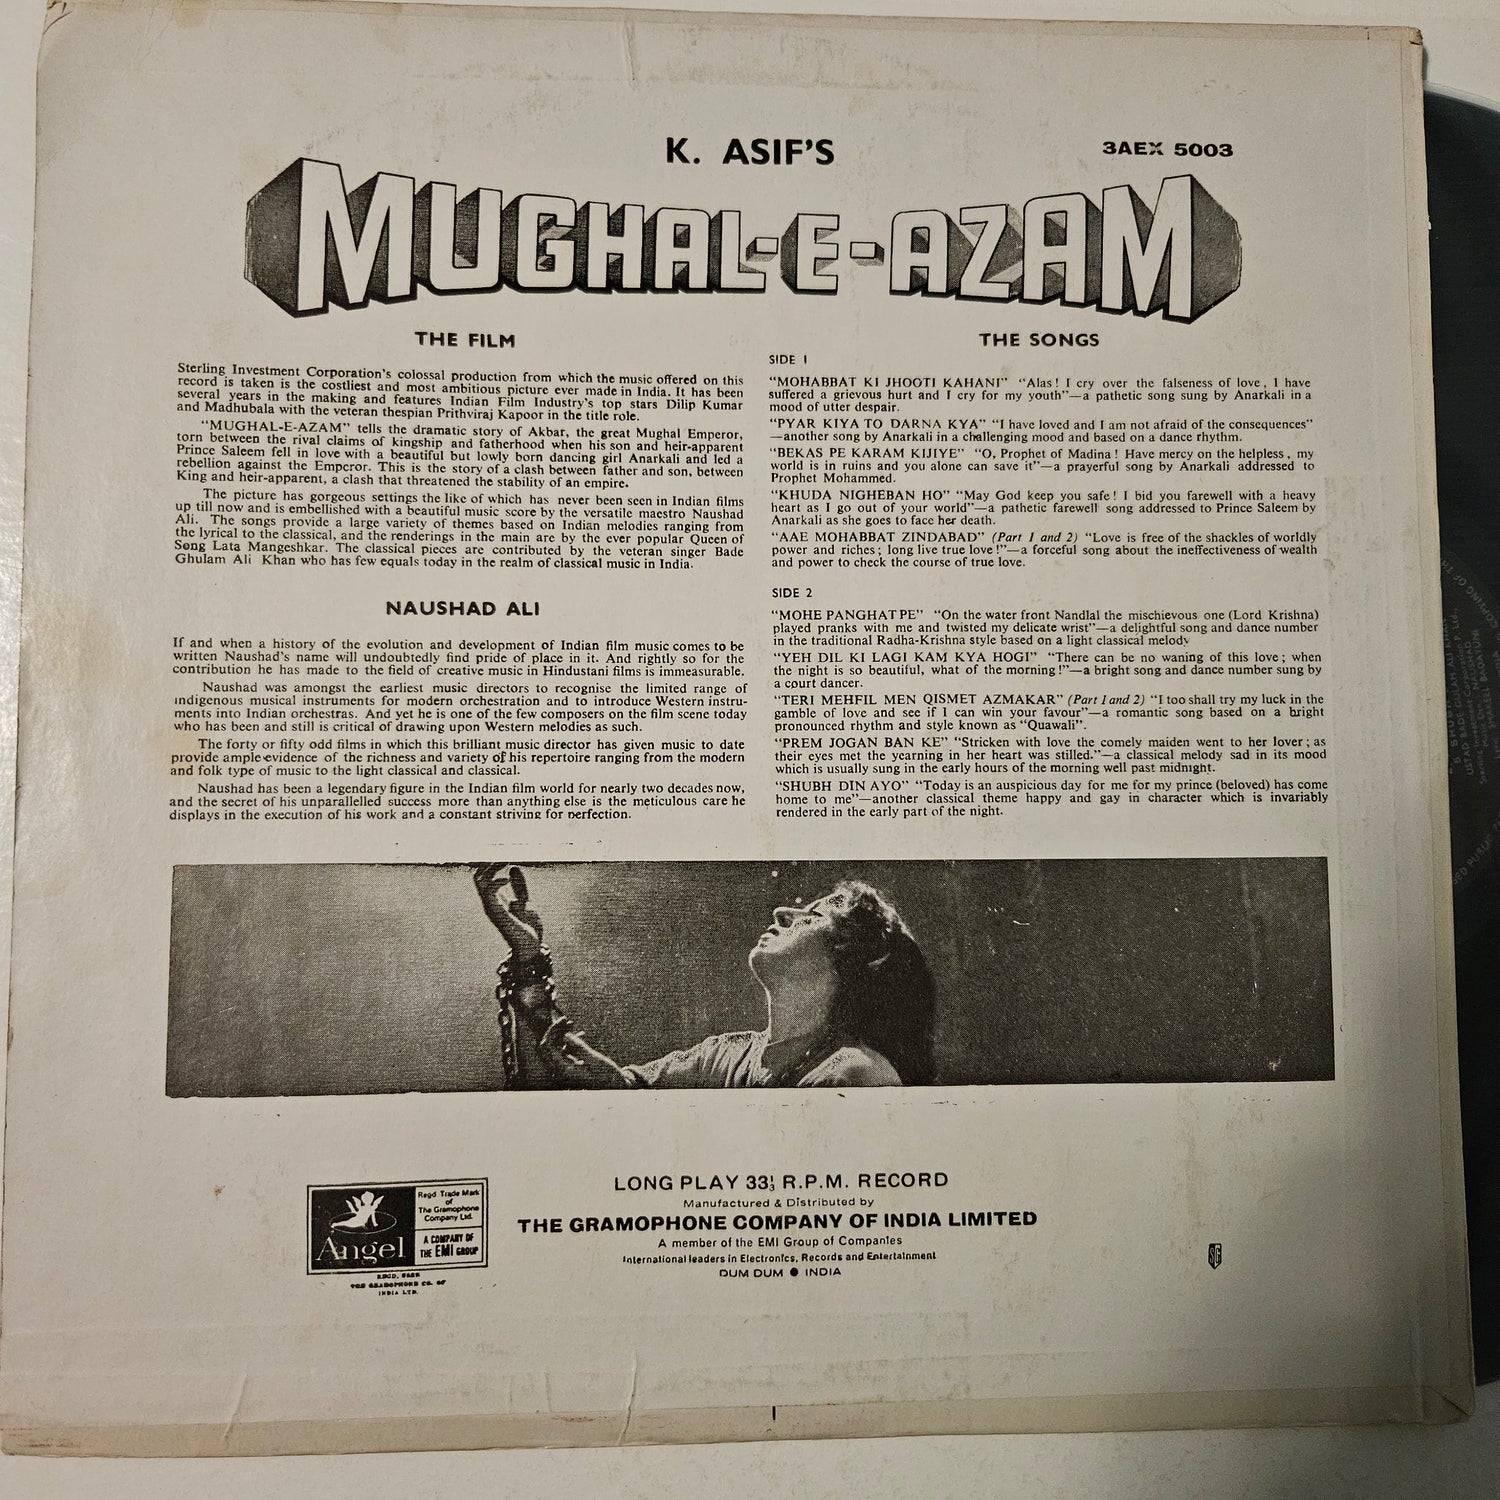 K. ASIF'S
3AEX 5003
MUGHAL-E-AZAM
THE FILM
Sterling Investment Corporation's colossal production from which the music offered on this
record is taken is the costliest and most ambitious picture ever made in India. It has been
several years in the making and features Indian Film Industry's top stars Dilip Kumar
and Madhubala with the veteran thespian Prithviraj Kapoor in the title role.
"MUGHAL-E-AZAM" tells the dramatic story of Akbar, the great Mughal Emperor,
torn between the rival claims of kingship and fatherhood when his son and heir-apparent
Prince Saleem fell in love with a beautiful but lowly born dancing girl Anarkali and led a
rebellion against the Emperor. This is the story of a clash between father and son, between
King and heir-apparent, a clash that threatened the stability of an empire.
The picture has gorgeous settings the like of which has never been seen in Indian films
up till now and is embellished with a beautiful music score by the versatile maestro Naushad
Ali. The songs provide a large variety of themes based on Indian melodies ranging from
the lyrical to the classical, and the renderings in the main are by the ever popular Queen of
Song Lata Mangeshkar. The classical pieces are contributed by the veteran singer Bade
Ghulam Ali Khan who has few equals today in the realm of classical music in India.
NAUSHAD ALI
If and when a history of the evolution and development of Indian film music comes to be
written Naushad's name will undoubtedly find pride of place in it. And rightly so for the
contribution he has made to the field of creative music in Hindustani films is immeasurable.
Naushad was amongst the earliest music directors to recognise the limited range of
indigenous musical instruments for modern orchestration and to introduce Western instru-
ments into Indian orchestras. And yet he is one of the few composers on the film scene today
who has been and still is critical of drawing upon Western melodies as such.
The forty or fifty odd films in which this brilliant music director has given music to date
provide ample evidence of the richness and variety of his repertoire ranging from the modern
and folk type of music to the light classical and classical.
Naushad has been a legendary figure in the Indian film world for nearly two decades now,
and the secret of his unparallelled success more than anything else is the meticulous care he
displays in the execution of his work and a constant striving for perfection.
THE SONGS
SIDE 1
"MOHABBAT KI JHOOTI KAHANI" "Alas! I cry over the falseness of love, I have
suffered a grievous hurt and I cry for my youth"—a pathetic song sung by Anarkali in a
mood of utter despair.
"PYAR KIYA TO DARNA KYA" "I have loved and I am not afraid of the consequences"
—another song by Anarkali in a challenging mood and based on a dance rhythm.
"BEKAS PE KARAM KIJIYE" "O, Prophet of Madina! Have mercy on the helpless, my
world is in ruins and you alone can save it"—a prayerful song by Anarkali addressed to
Prophet Mohammed.
"KHUDA NIGHEBAN HO" "May God keep you safe! I bid you farewell with a heavy
heart as I go out of your world"—a pathetic farewell song addressed to Prince Saleem by
Anarkali as she goes to face her death.
"AAE MOHABBAT ZINDABAD" (Part 1 and 2) "Love is free of the shackles of worldly
power and riches; long live true love!"—a forceful song about the ineffectiveness of wealth
and power to check the course of true love.
SIDE 2
"MOHE PANGHAT PE" "On the water front Nandlal the mischievous one (Lord Krishna)
played pranks with me and twisted my delicate wrist"—a delightful song and dance number
in the traditional Radha-Krishna style based on a light classical melody
"YEH DIL KI LAGI KAM KYA HOGI" "There can be no waning of this love; when
the night is so beautiful, what of the morning!"—a bright song and dance number sung by
a court dancer.
"TERI MEHFIL MEN QISMET AZMAKAR" (Part 1 and 2) "I too shall try my luck in the
gamble of love and see if I can win your favour"—a romantic song based on a bright
pronounced rhythm and style known as "Quawali".
"PREM JOGAN BAN KE" "Stricken with love the comely maiden went to her lover; as
their eyes met the yearning in her heart was stilled."—a classical melody sad in its mood
which is usually sung in the early hours of the morning well past midnight.
"SHUBH DIN AYO" "Today is an auspicious day for me for my prince (beloved) has come
home to me"—another classical theme happy and gay in character which is invariably
rendered in the early part of the night.
Angel
Regd Trade Mark
of
The Gramophone
Company Ltd.
A COMPANY OF
THE EMI GROUP
REGD. USER
THE GRAMOPHONE CO. OF
INDIA LTD.
LONG PLAY 33⅓ R.P.M. RECORD
Manufactured & Distributed by
THE GRAMOPHONE COMPANY OF INDIA LIMITED
A member of the EMI Group of Companies
International leaders in Electronics, Records and Entertainment
DUM DUM ● INDIA